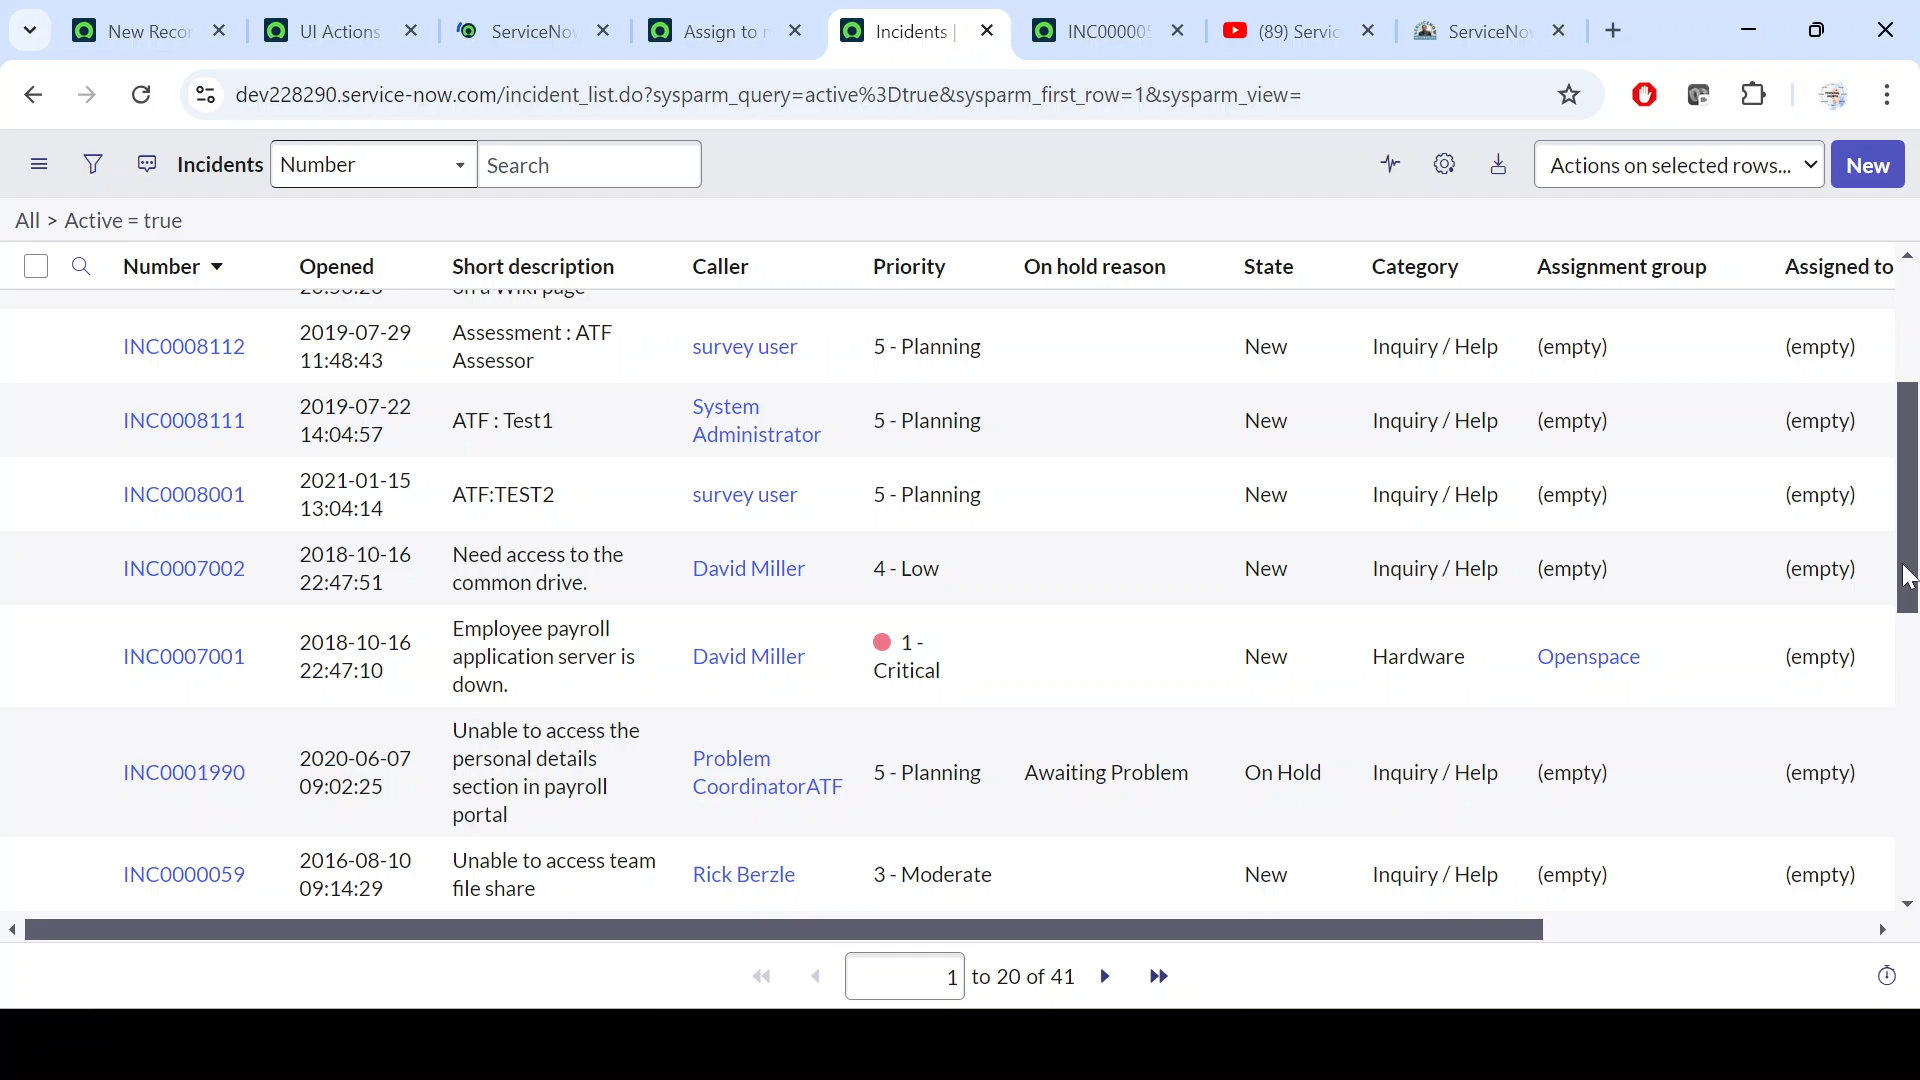 New Recor
UI Actions
ServiceNov
Assign to r
Incidents |
INC000005
(89) Servic
ServiceNo
dev228290.service-now.com/incident_list.do?sysparm_query=active%3Dtrue&sysparm_first_row=1&sysparm_view=
Incidents Number Search Actions on selected rows... New
All > Active = true
Number Opened Short description Caller Priority On hold reason State Category Assignment group Assigned to
on a Wiki page
INC0008112 2019-07-29 11:48:43 Assessment : ATF Assessor survey user 5 - Planning New Inquiry / Help (empty) (empty)
INC0008111 2019-07-22 14:04:57 ATF : Test1 System Administrator 5 - Planning New Inquiry / Help (empty) (empty)
INC0008001 2021-01-15 13:04:14 ATF:TEST2 survey user 5 - Planning New Inquiry / Help (empty) (empty)
INC0007002 2018-10-16 22:47:51 Need access to the common drive. David Miller 4 - Low New Inquiry / Help (empty) (empty)
INC0007001 2018-10-16 22:47:10 Employee payroll application server is down. David Miller 1 - Critical New Hardware Openspace (empty)
INC0001990 2020-06-07 09:02:25 Unable to access the personal details section in payroll portal Problem CoordinatorATF 5 - Planning Awaiting Problem On Hold Inquiry / Help (empty) (empty)
INC0000059 2016-08-10 09:14:29 Unable to access team file share Rick Berzle 3 - Moderate New Inquiry / Help (empty) (empty)
1 to 20 of 41